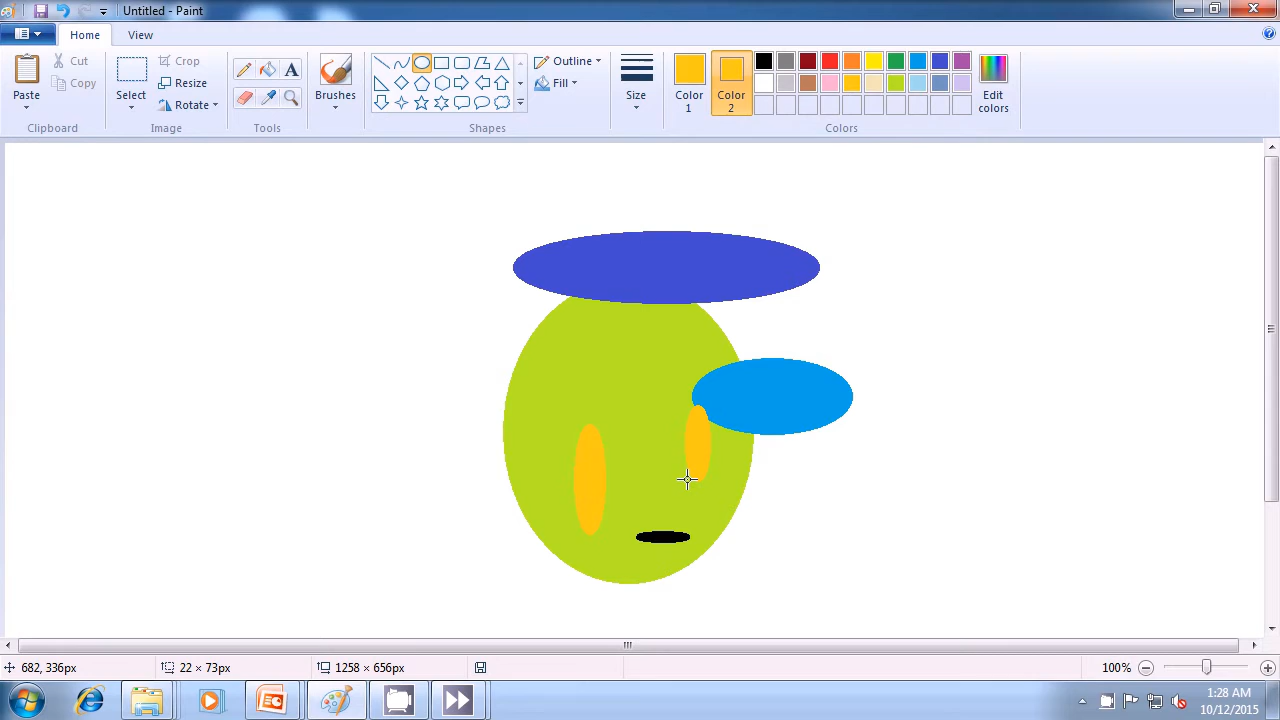 Untitled - Paint
Home View
Paste
Cut
Copy
Clipboard
Select
Crop
Resize
Rotate
Image
A
Tools
Brushes
Outline
Fill
Shapes
Size
Color
1
Color
2
Edit
colors
Colors
682, 336px
22 × 73px
1258 × 656px
100%
1:28 AM
10/12/2015